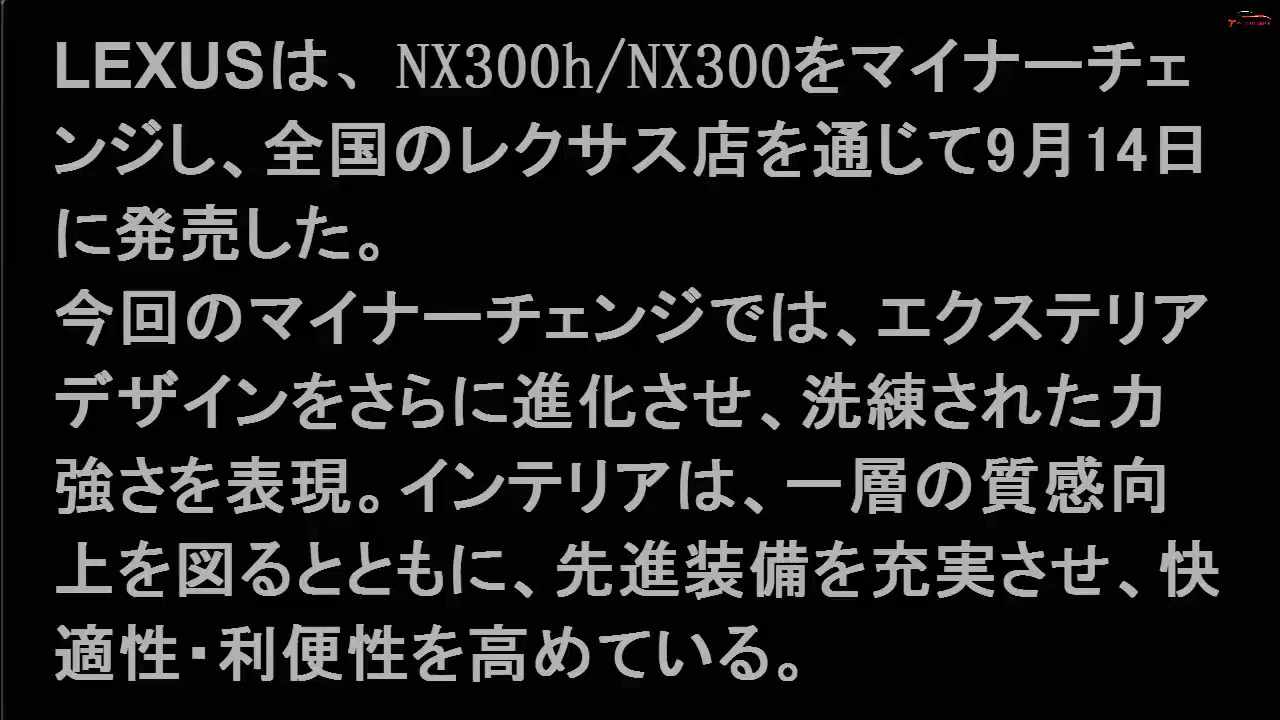 LEXUSは、NX300h/NX300をマイナーチェ
ンジし、全国のレクサス店を通じて9月14日
に発売した。
今回のマイナーチェンジでは、エクステリア
デザインをさらに進化させ、洗練された力
強さを表現。インテリアは、一層の質感向
上を図るとともに、先進装備を充実させ、快
適性・利便性を高めている。